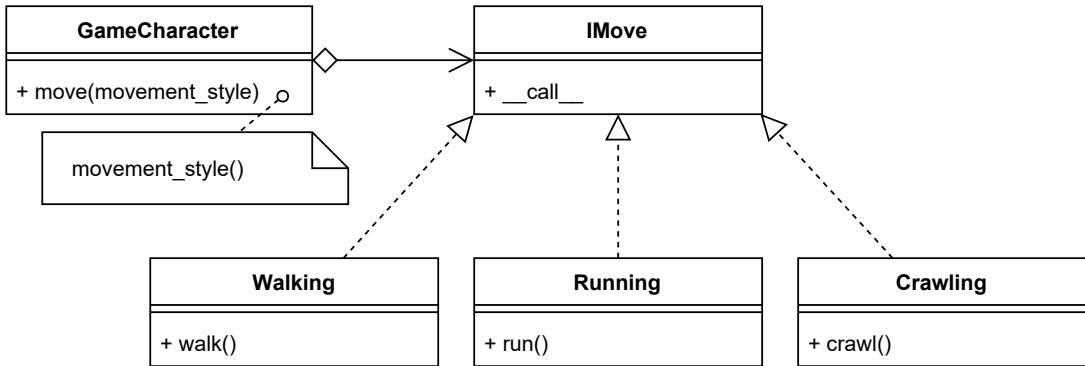 GameCharacter
+ move(movement_style)
movement_style()
IMove
+ __call__
Walking
+ walk()
Running
+ run()
Crawling
+ crawl()